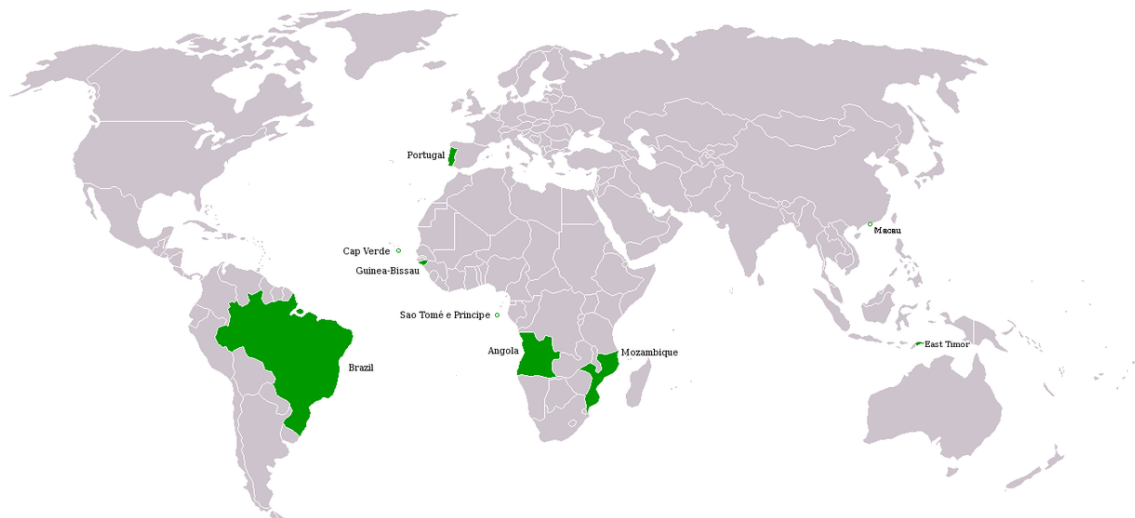 Portugal
Macau
Cap Verde
Guinea-Bissau
Sao Tomé e Principe
East Timor
Angola
Mozambique
Brazil